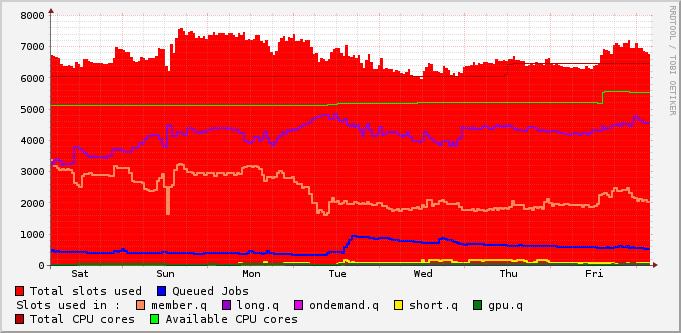 8000
7000
6000
5000
4000
3000
2000
1000
0
Sat Sun Mon Tue Wed Thu Fri
RRDTOOL / TOBI OETIKER
Total slots used Queued Jobs
Slots used in : member.q long.q ondemand.q short.q gpu.q
Total CPU cores Available CPU cores